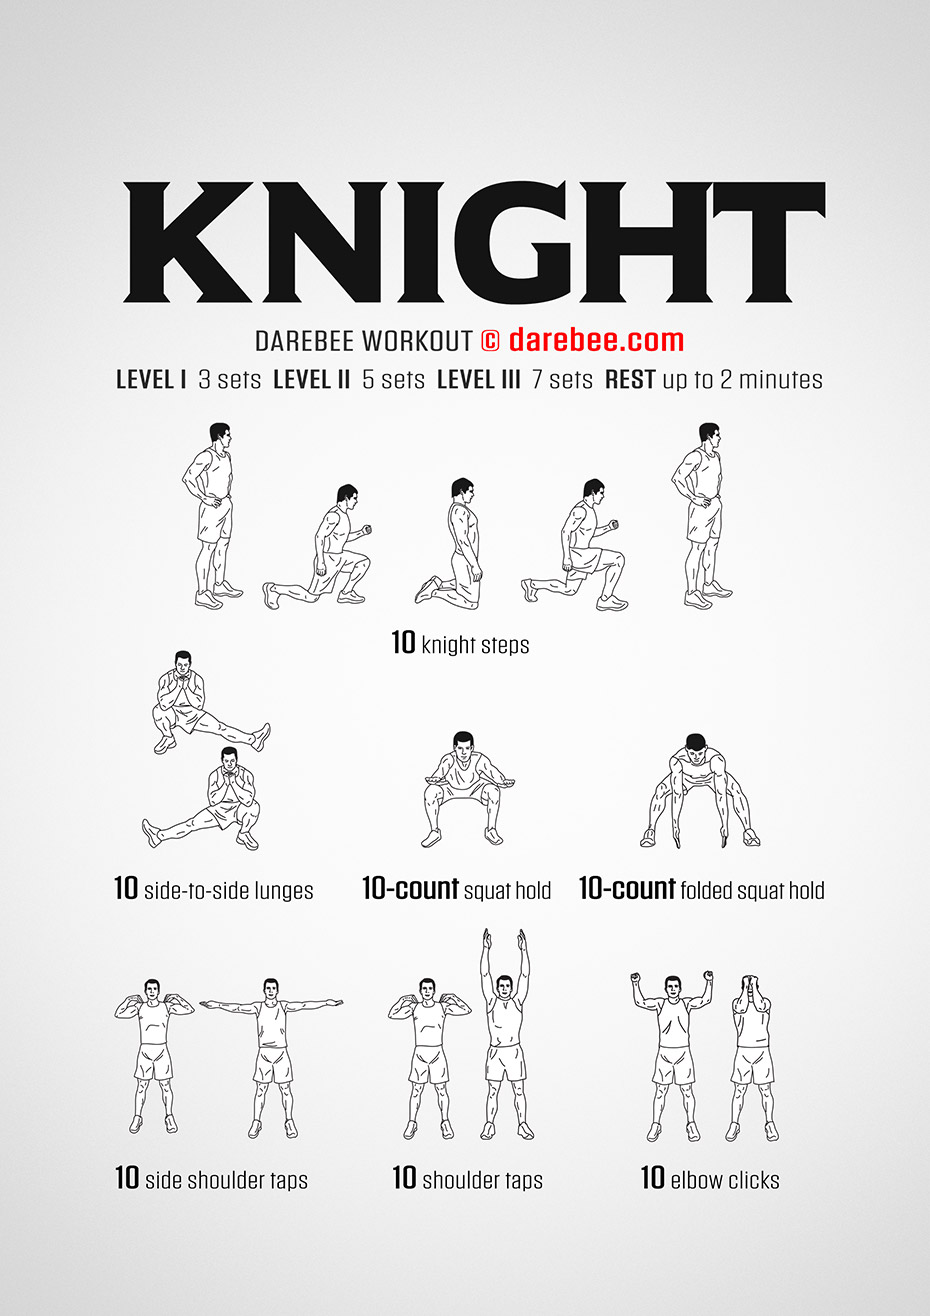 KNIGHT
DAREBEE WORKOUT © darebee.com
LEVEL I 3 sets LEVEL II 5 sets LEVEL III 7 sets REST up to 2 minutes
10 knight steps
10 side-to-side lunges
10-count squat hold
10-count folded squat hold
10 side shoulder taps
10 shoulder taps
10 elbow clicks